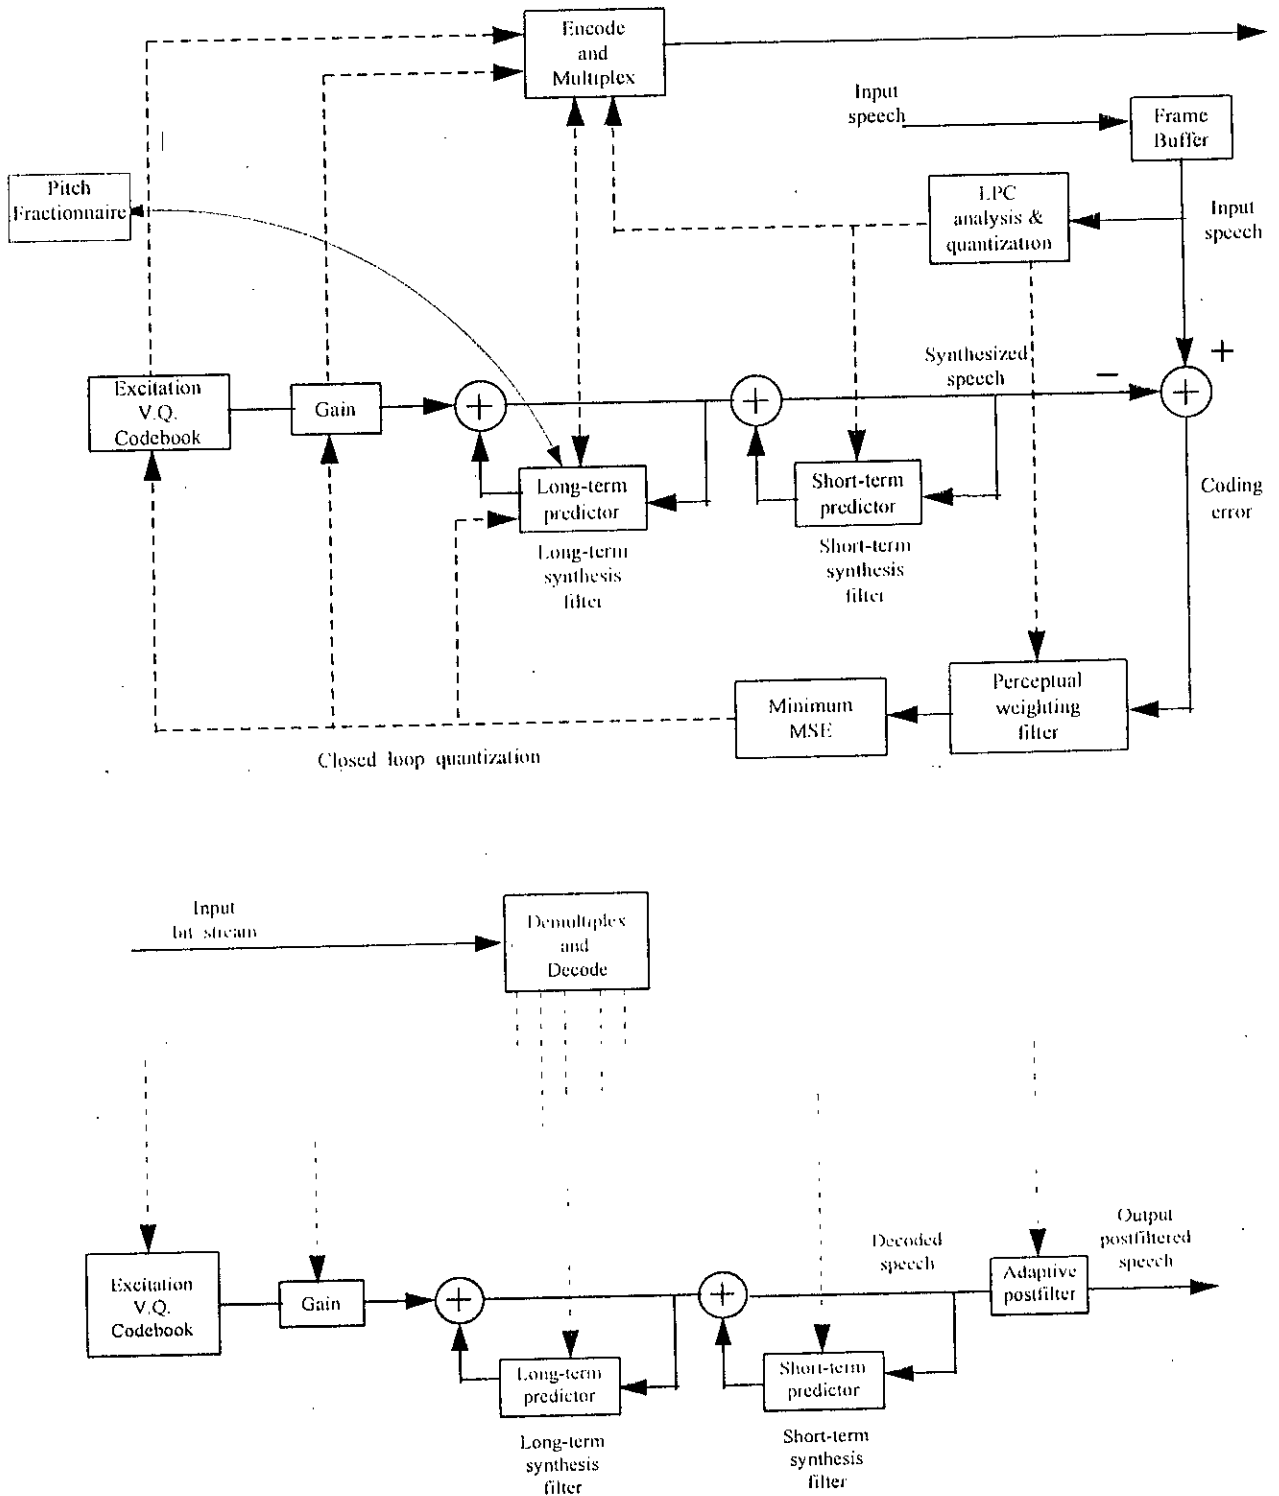 Encode
and
Multiplex
Input
speech
Frame
Buffer
Pitch
Fractionnaire
LPC
analysis &
quantization
Input
speech
+
Synthesized
speech
−
+
Excitation
V.Q.
Codebook
Gain
+
+
Long-term
predictor
Short-term
predictor
Coding
error
Long-term
synthesis
filter
Short-term
synthesis
filter
Perceptual
weighting
filter
Minimum
MSE
Closed loop quantization
Input
bit stream
Demultiplex
and
Decode
Decoded
speech
Output
postfiltered
speech
Excitation
V.Q.
Codebook
Gain
+
+
Adaptive
postfilter
Long-term
predictor
Short-term
predictor
Long-term
synthesis
filter
Short-term
synthesis
filter